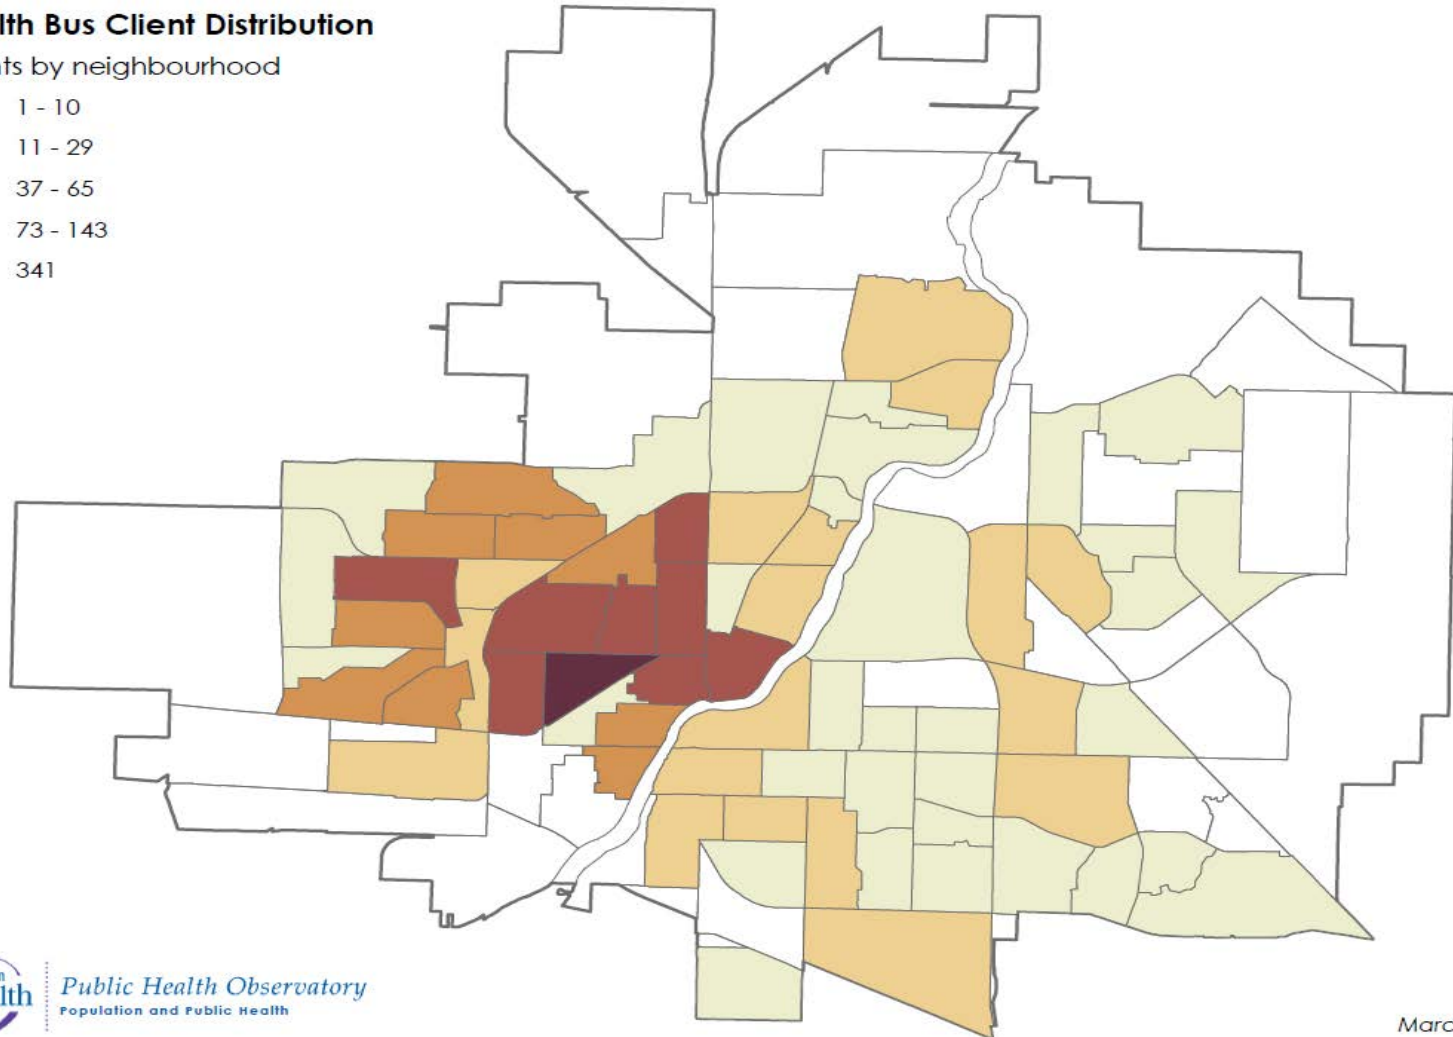 lth Bus Client Distribution
nts by neighbourhood
1 - 10
11 - 29
37 - 65
73 - 143
341
n
lth
Public Health Observatory
Population and Public Health
Marc